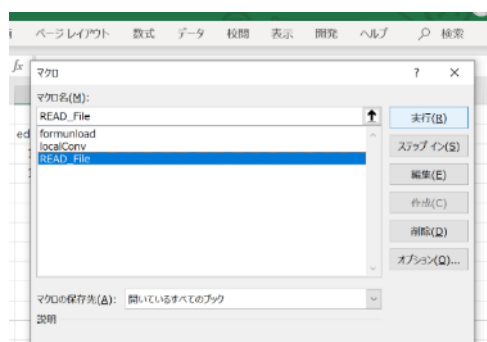 ページ レイアウト 数式 データ 校閲 表示 開発 ヘルプ 検索
fx
マクロ ? ×
マクロ名(M):
READ_File
実行(R)
ed
formunload
localConv
ステップ イン(S)
READ_File
編集(E)
作成(C)
削除(D)
オプション(O)...
マクロの保存先(A): 開いているすべてのブック
説明